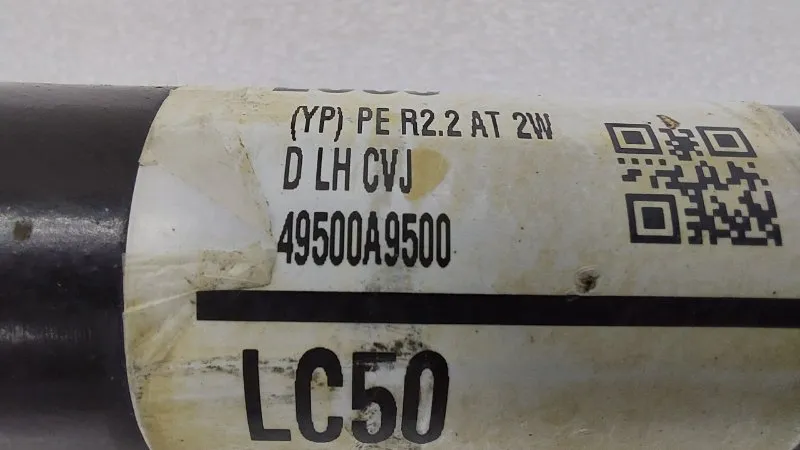 (YP) PE R2.2 AT 2W
D LH CVJ
49500A9500
LC50